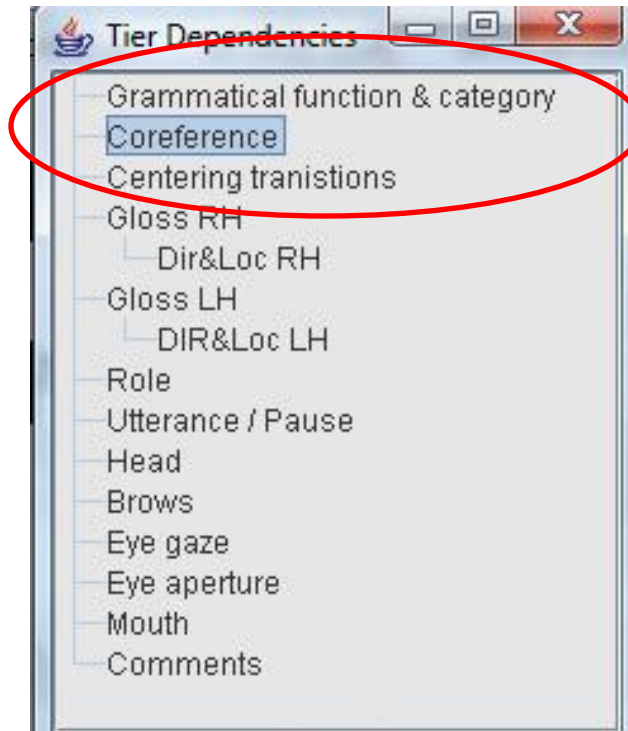 Tier Dependencies
Grammatical function & category
Coreference
Centering tranistions
Gloss RH
Dir&Loc RH
Gloss LH
DIR&Loc LH
Role
Utterance / Pause
Head
Brows
Eye gaze
Eye aperture
Mouth
Comments